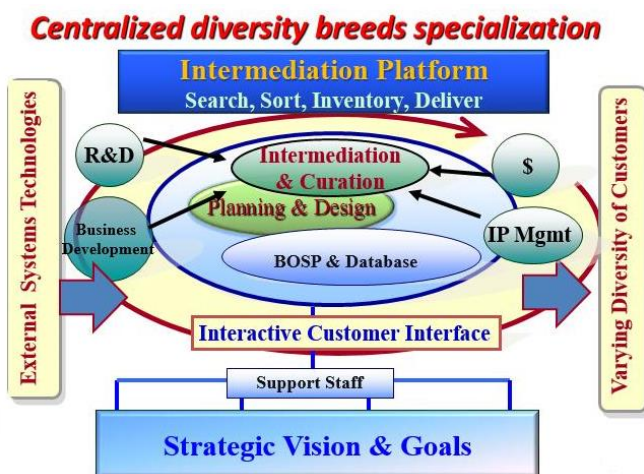 Centralized diversity breeds specialization
Intermediation Platform
Search, Sort, Inventory, Deliver
External Systems Technologies
R&D
Intermediation
& Curation
$
Planning & Design
Business
Development
IP Mgmt
BOSP & Database
Varying Diversity of Customers
Interactive Customer Interface
Support Staff
Strategic Vision & Goals